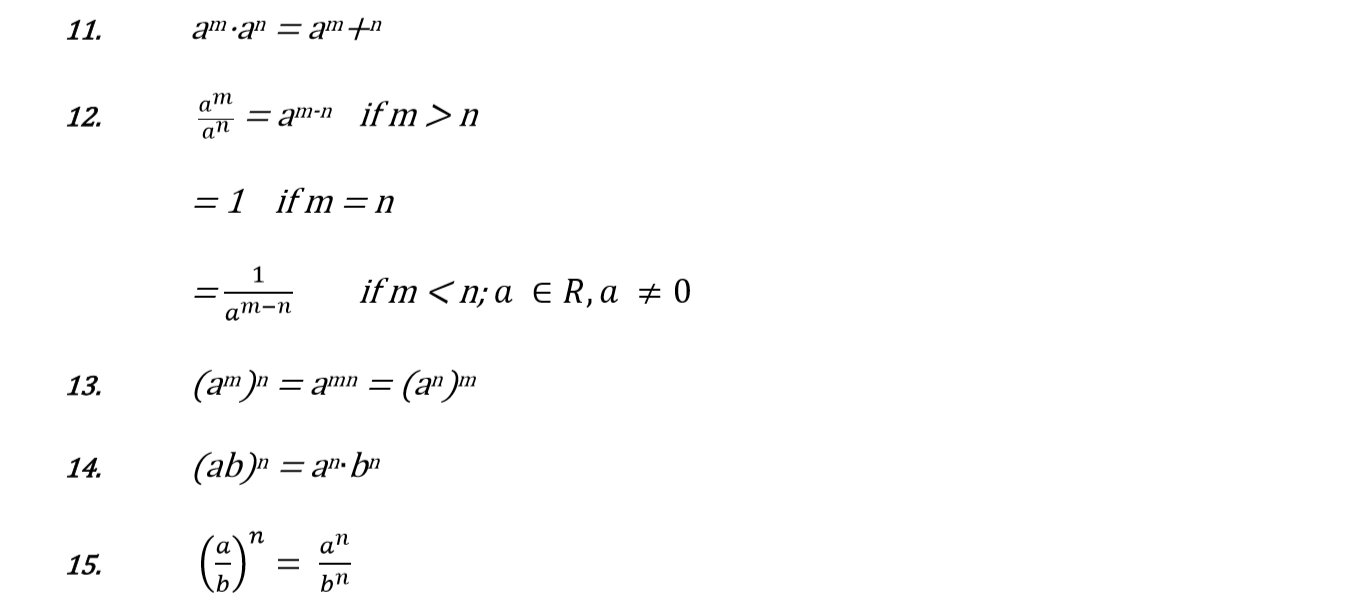 11. aᵐ·aⁿ = aᵐ+ⁿ
12. aᵐ/aⁿ = aᵐ⁻ⁿ if m > n
= 1 if m = n
= 1/aᵐ⁻ⁿ if m < n; a ∈ R, a ≠ 0
13. (aᵐ)ⁿ = aᵐⁿ = (aⁿ)ᵐ
14. (ab)ⁿ = aⁿ·bⁿ
15. (a/b)ⁿ = aⁿ/bⁿ